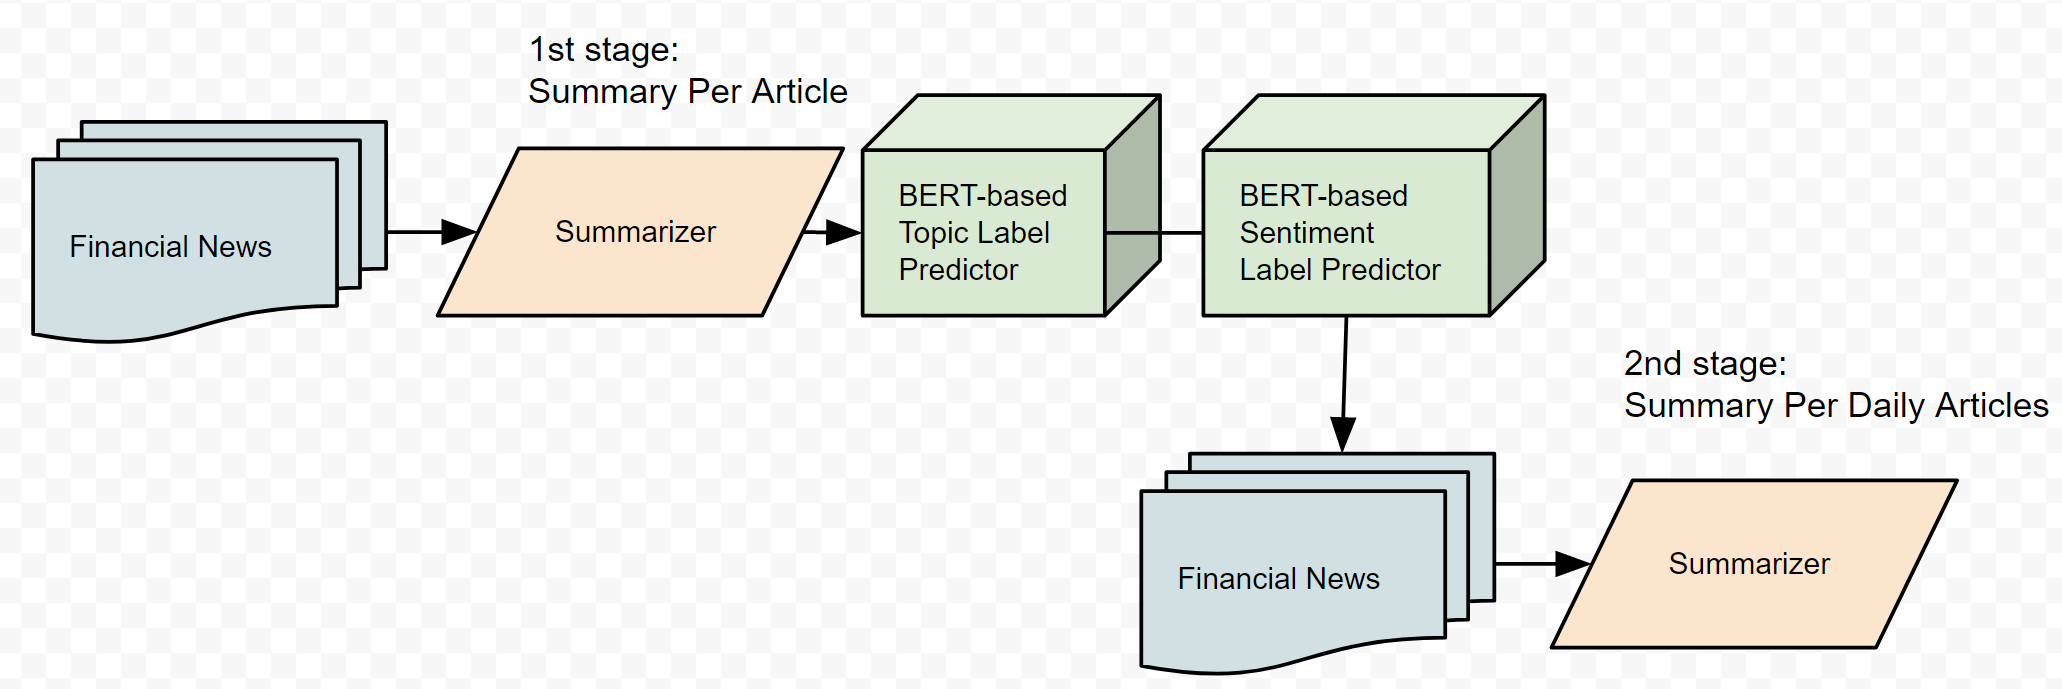 1st stage:
Summary Per Article
Financial News
Summarizer
BERT-based
Topic Label
Predictor
BERT-based
Sentiment
Label Predictor
2nd stage:
Summary Per Daily Articles
Financial News
Summarizer